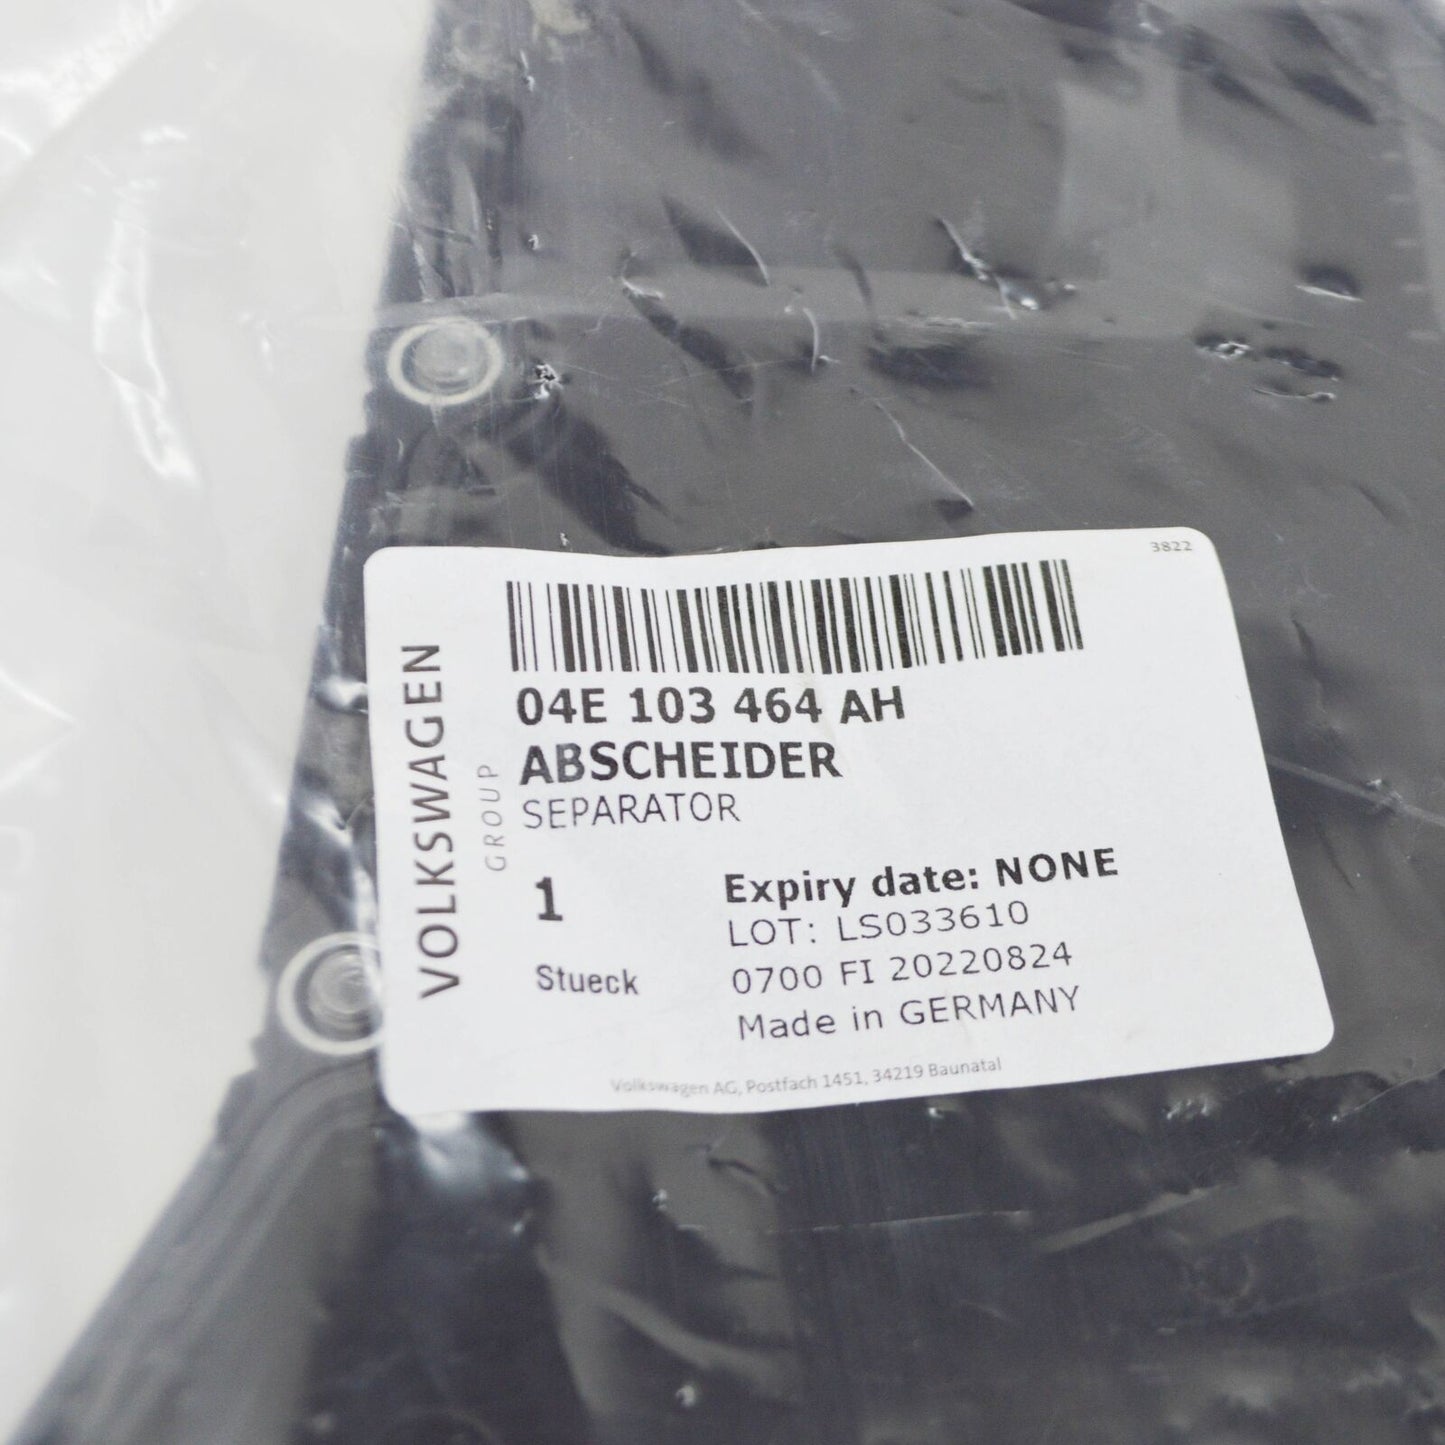 3822
VOLKSWAGEN
GROUP
04E 103 464 AH
ABSCHEIDER
SEPARATOR
1
Stueck
Expiry date: NONE
LOT: LS033610
0700 FI 20220824
Made in GERMANY
Volkswagen AG, Postfach 1451, 34219 Baunatal